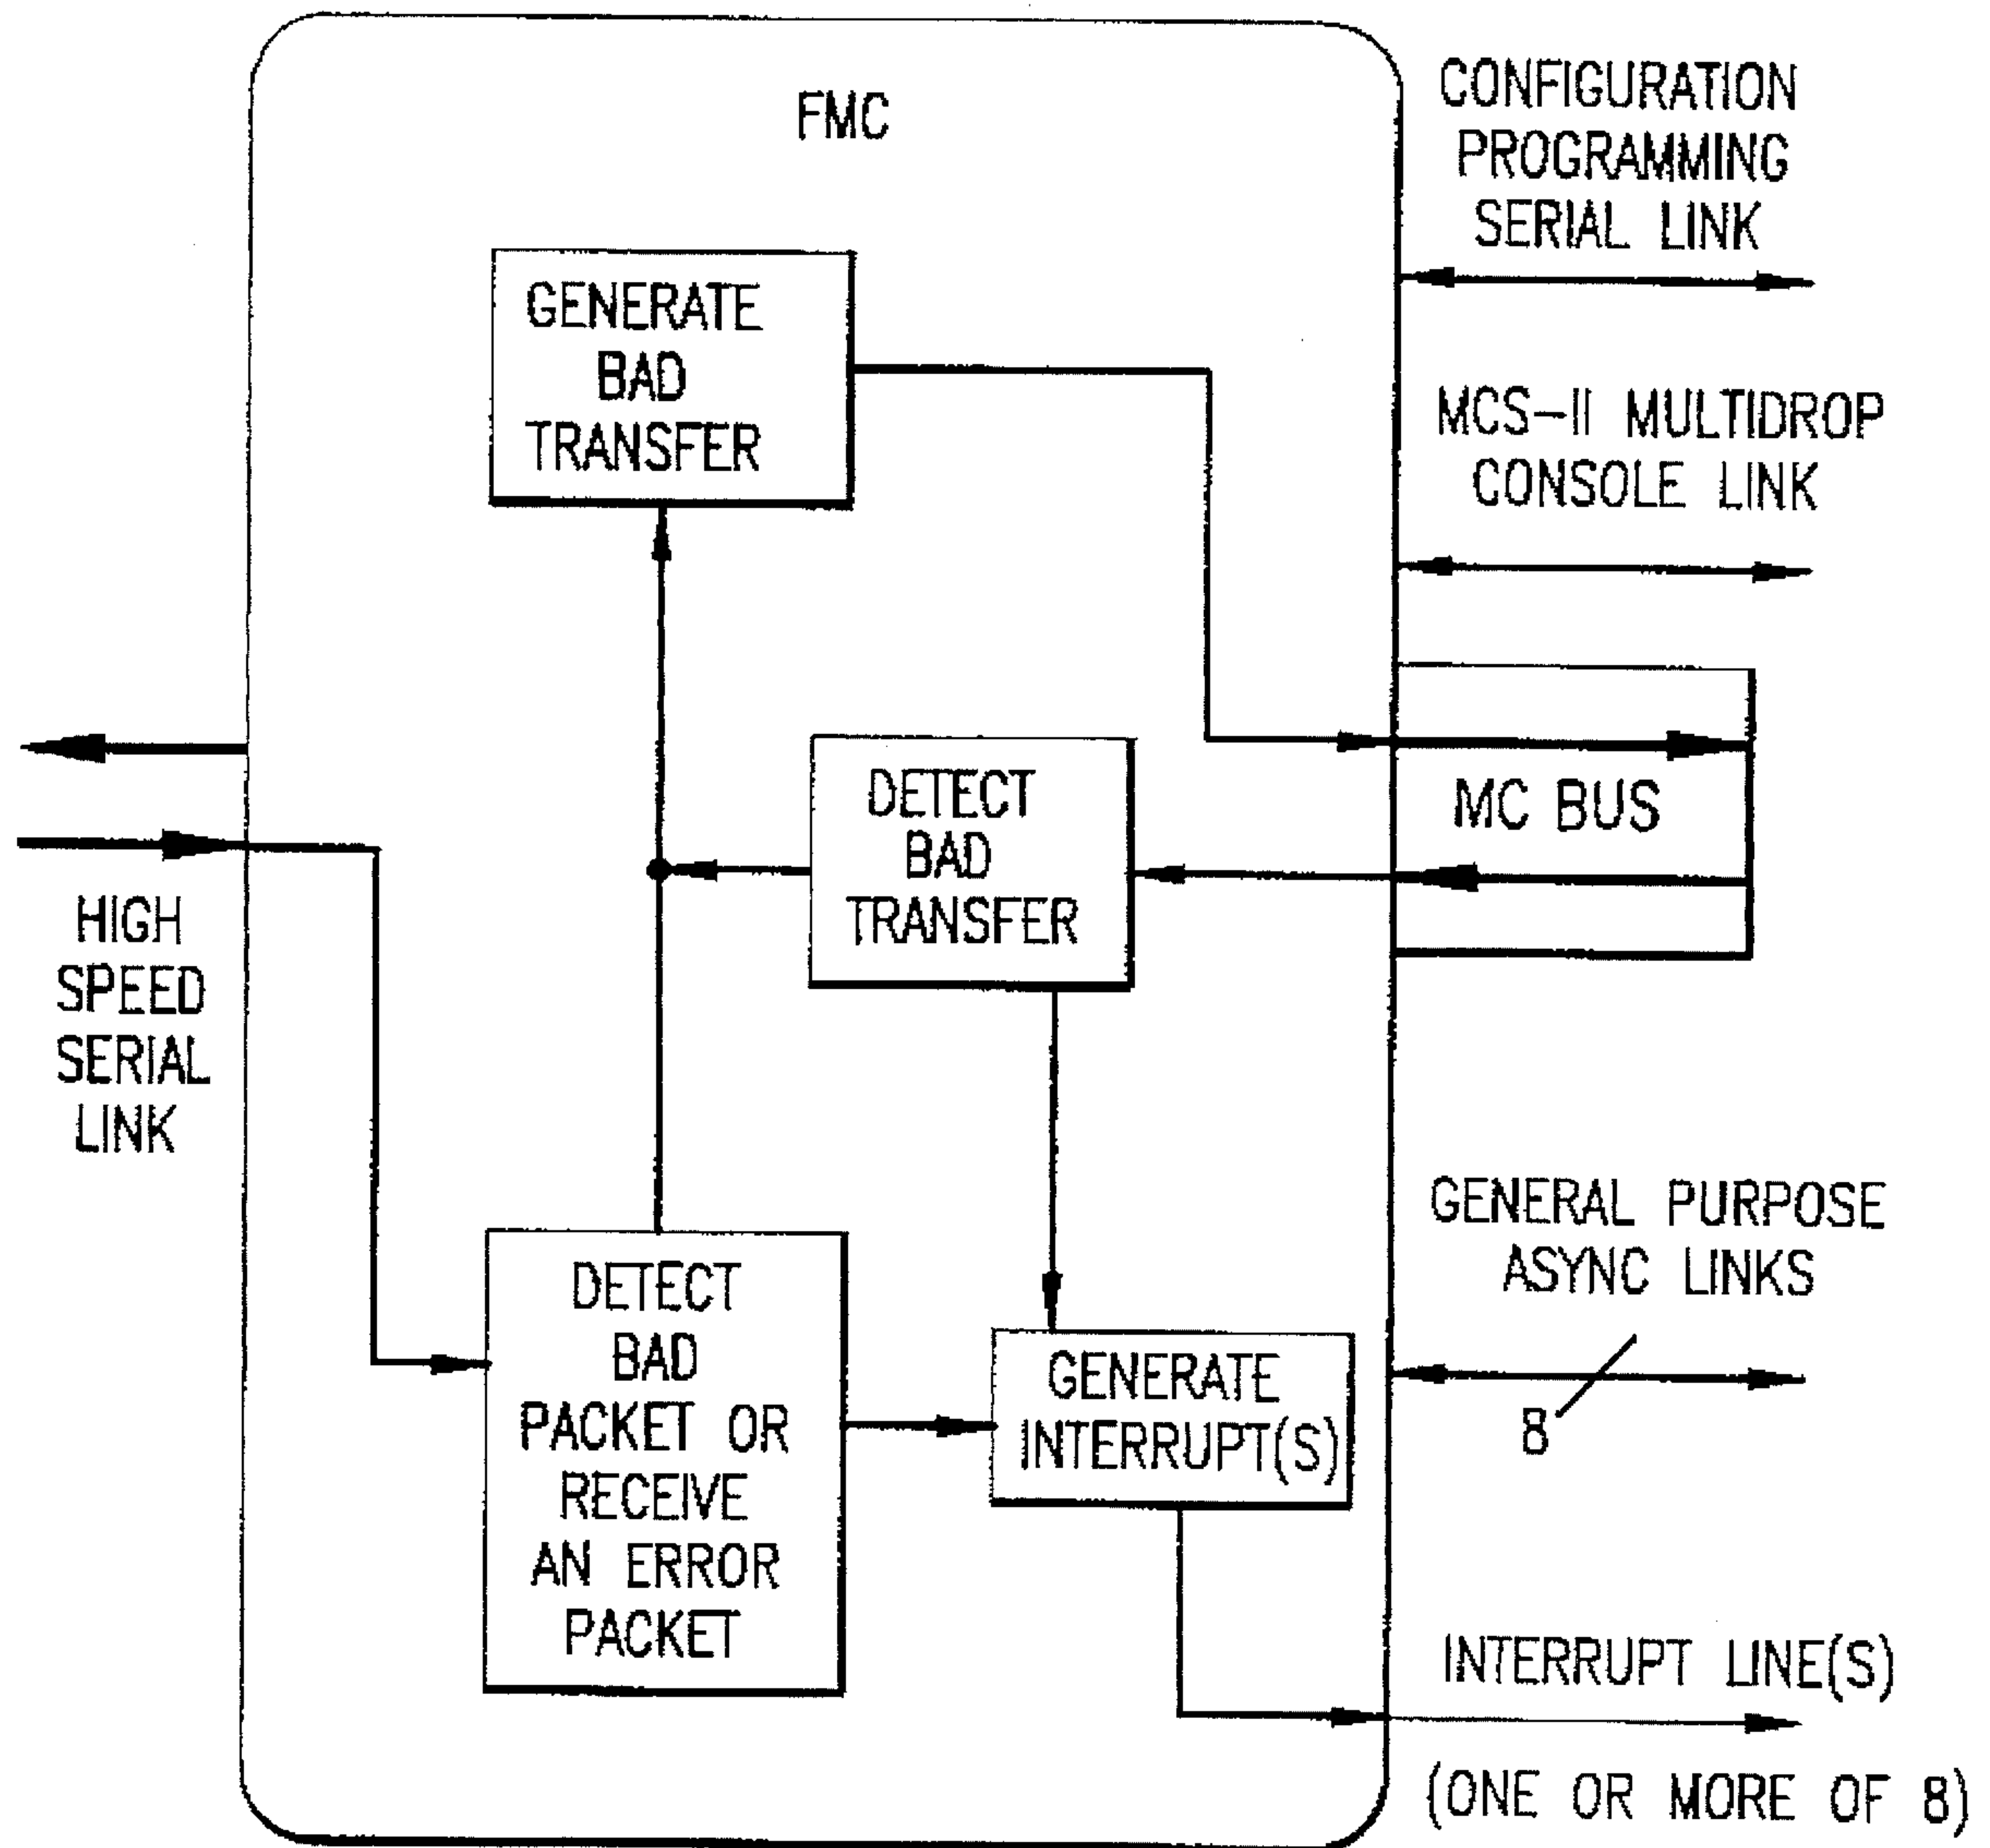 FMC
CONFIGURATION
PROGRAMMING
SERIAL LINK
GENERATE
BAD
TRANSFER
MCS-II MULTIDROP
CONSOLE LINK
DETECT
BAD
TRANSFER
MC BUS
HIGH
SPEED
SERIAL
LINK
DETECT
BAD
PACKET OR
RECEIVE
AN ERROR
PACKET
GENERATE
INTERRUPT(S)
GENERAL PURPOSE
ASYNC LINKS
8
INTERRUPT LINE(S)
(ONE OR MORE OF 8)